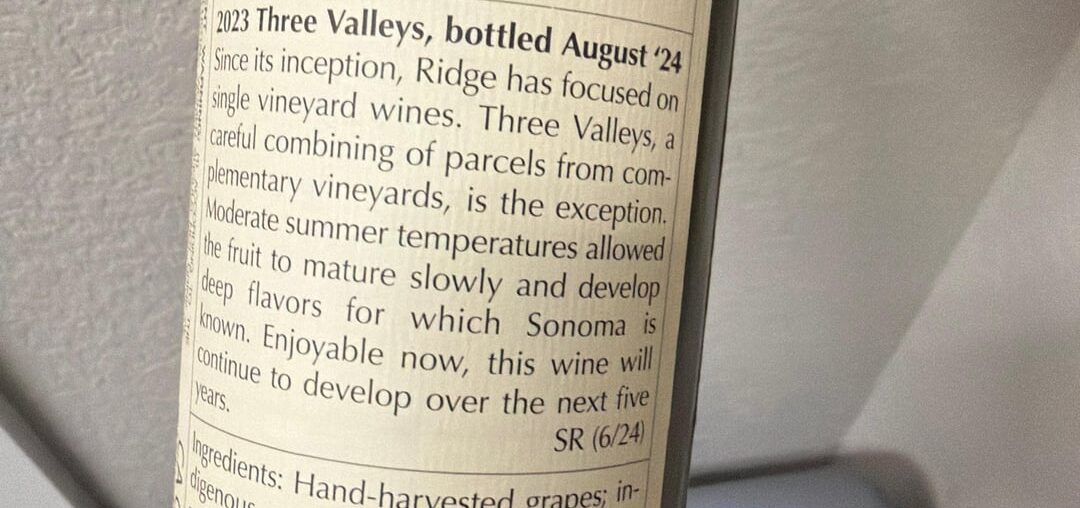 2023 Three Valleys, bottled August ‘24
Since its inception, Ridge has focused on
single vineyard wines. Three Valleys, a
careful combining of parcels from com-
plementary vineyards, is the exception.
Moderate summer temperatures allowed
the fruit to mature slowly and develop
deep flavors for which Sonoma is
known. Enjoyable now, this wine will
continue to develop over the next five
years.
SR (6/24)
Ingredients: Hand-harvested grapes; in-
digenous